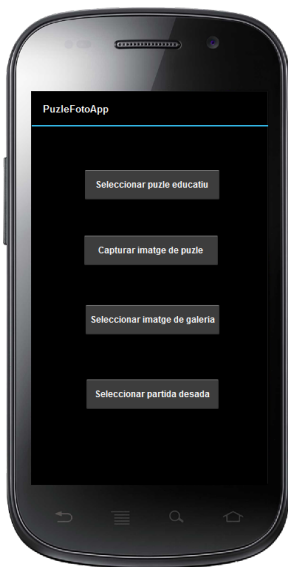 PuzleFotoApp
Seleccionar puzle educatiu
Capturar imatge de puzle
Seleccionar imatge de galeria
Seleccionar partida desada